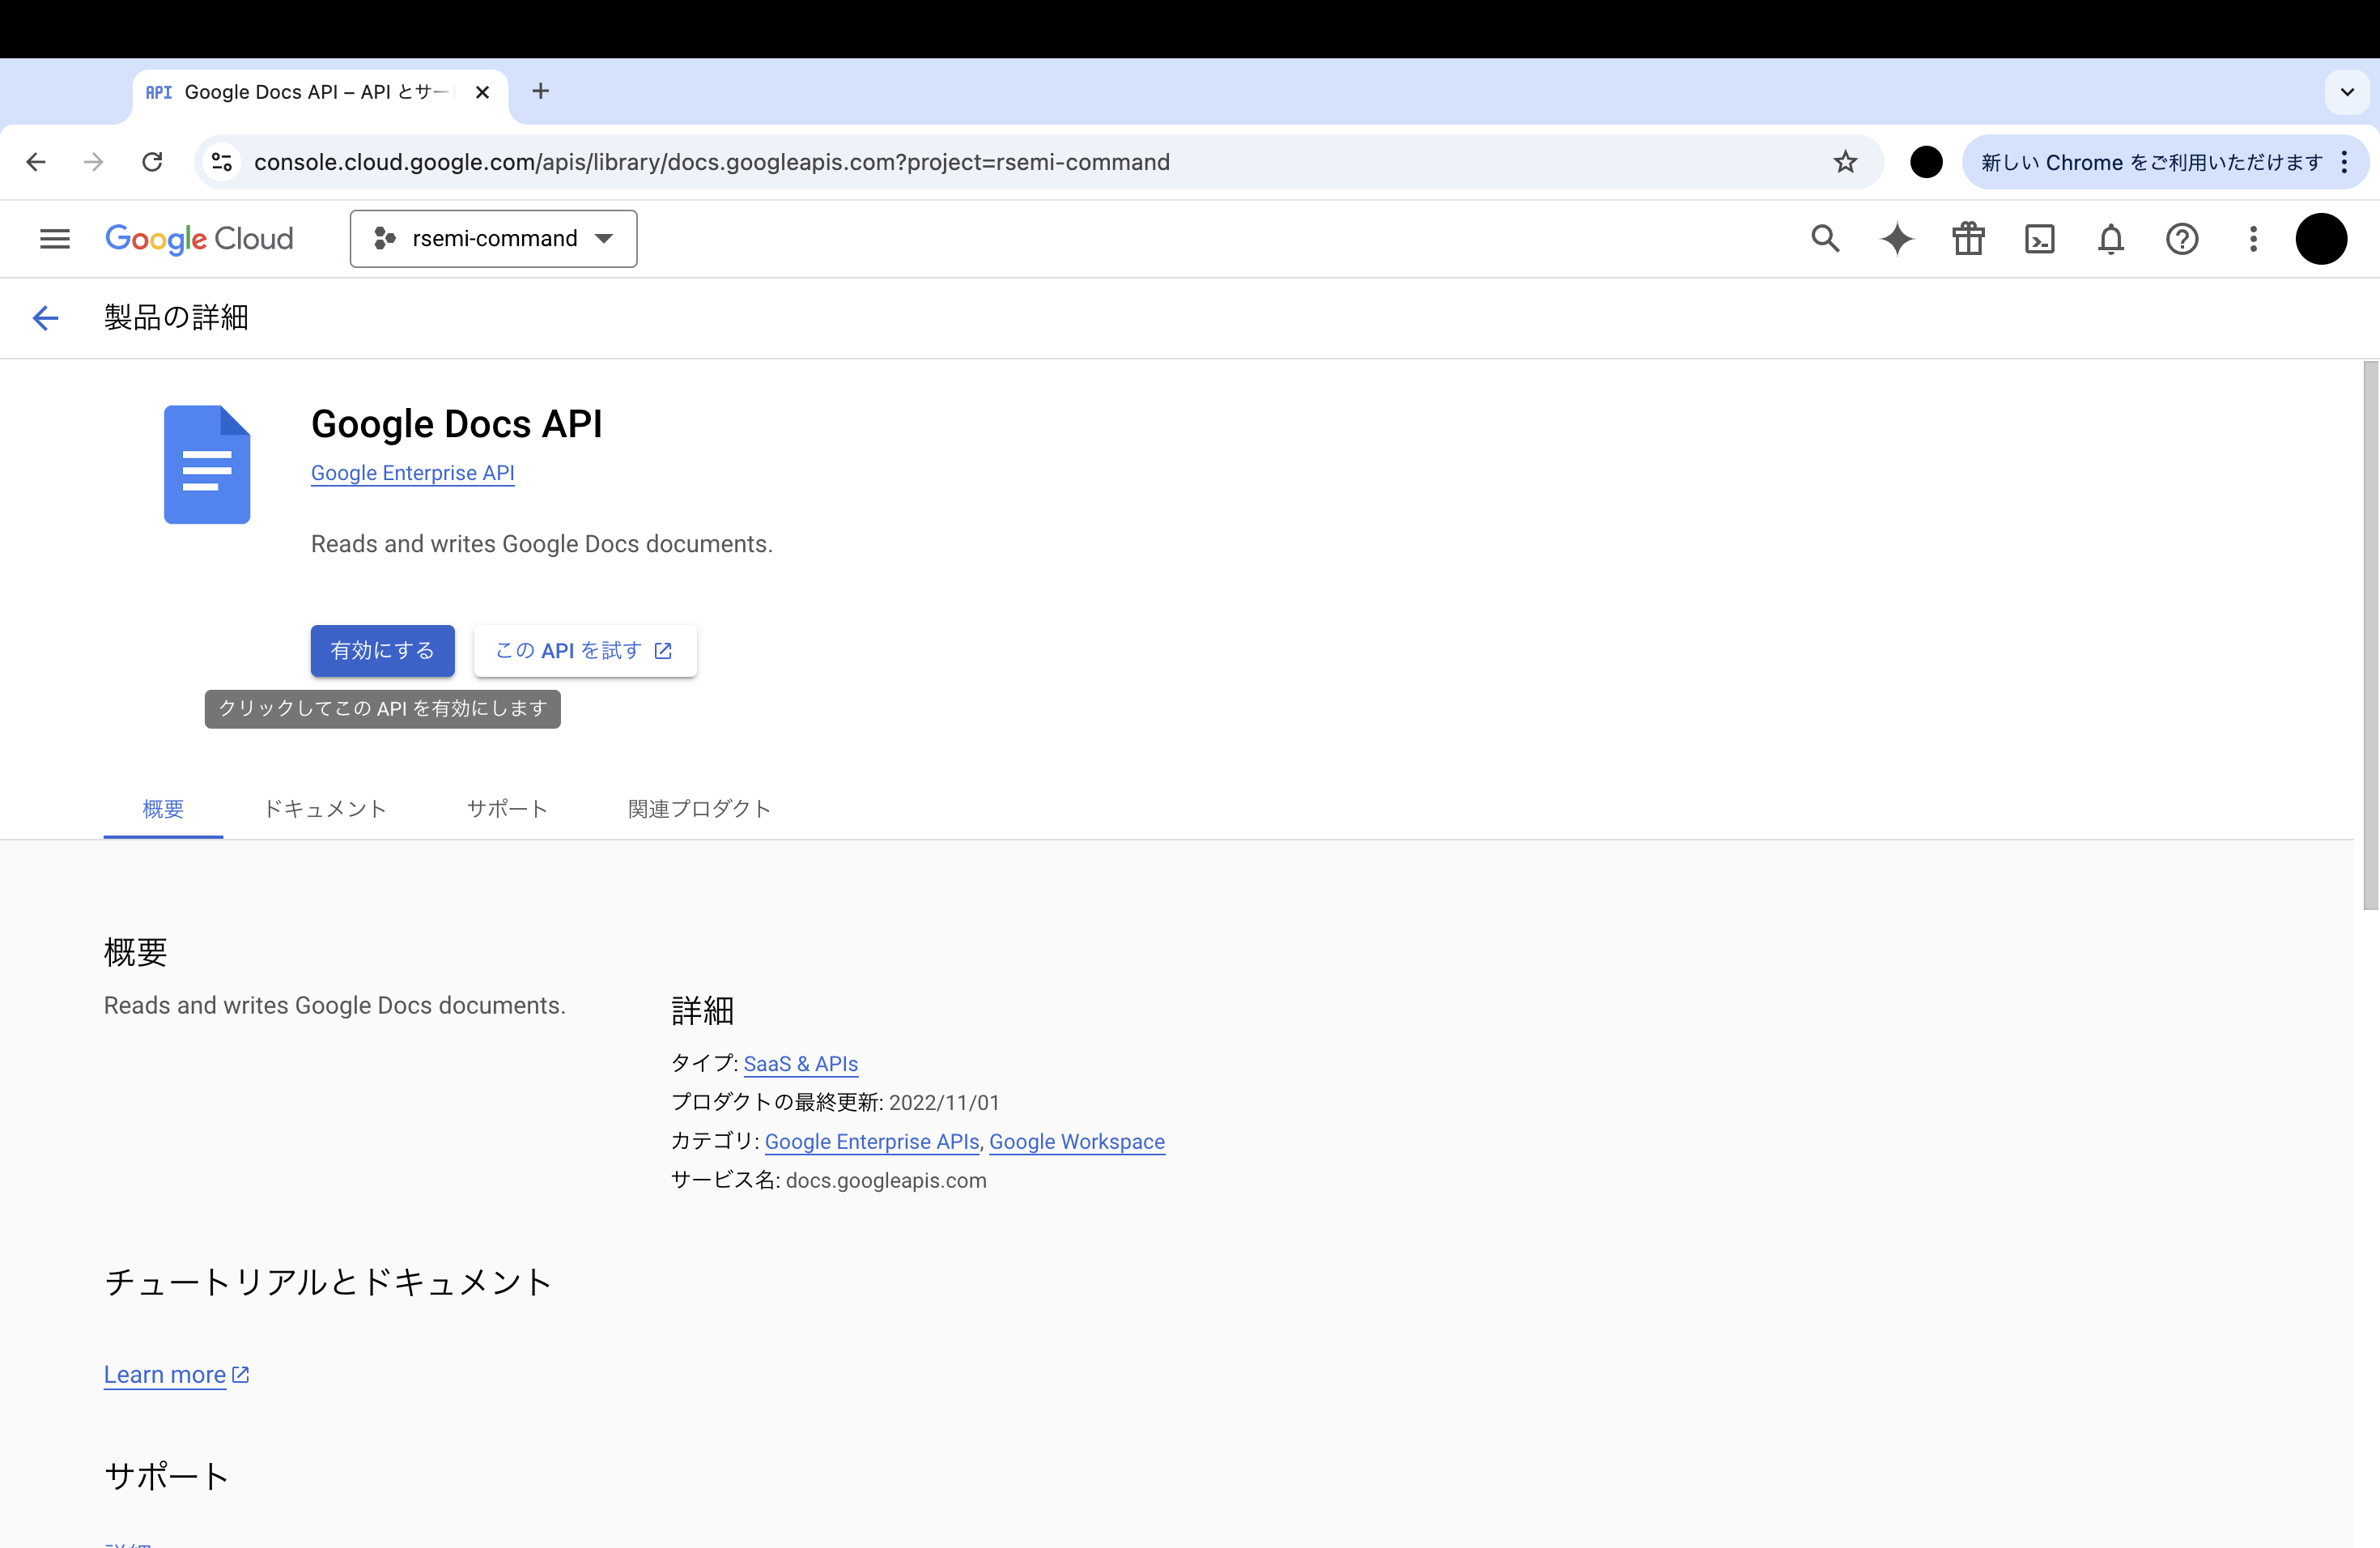 API Google Docs API – API とサー
console.cloud.google.com/apis/library/docs.googleapis.com?project=rsemi-command
新しい Chrome をご利用いただけます
Google Cloud
rsemi-command
製品の詳細
Google Docs API
Google Enterprise API
Reads and writes Google Docs documents.
有効にする
この API を試す
クリックしてこの API を有効にします
概要 ドキュメント サポート 関連プロダクト
概要
Reads and writes Google Docs documents.
詳細
タイプ: SaaS & APIs
プロダクトの最終更新: 2022/11/01
カテゴリ: Google Enterprise APIs, Google Workspace
サービス名: docs.googleapis.com
チュートリアルとドキュメント
Learn more
サポート